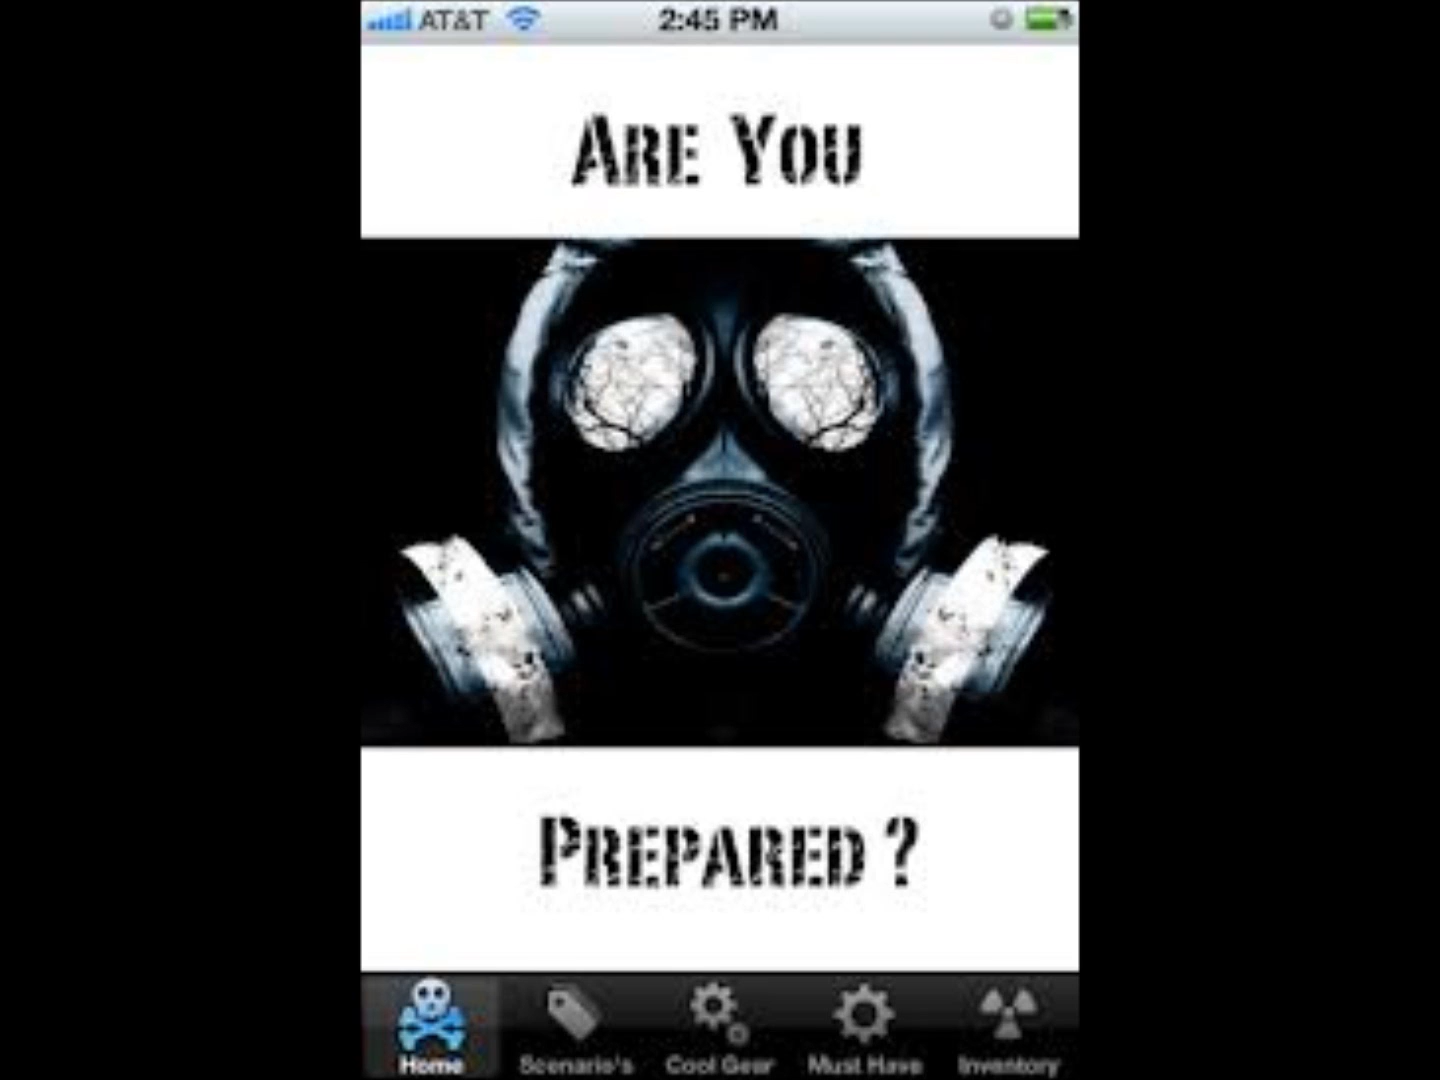 AT&T 2:45 PM
ARE YOU
PREPARED ?
Home Scenario's Cool Gear Must Have Inventory